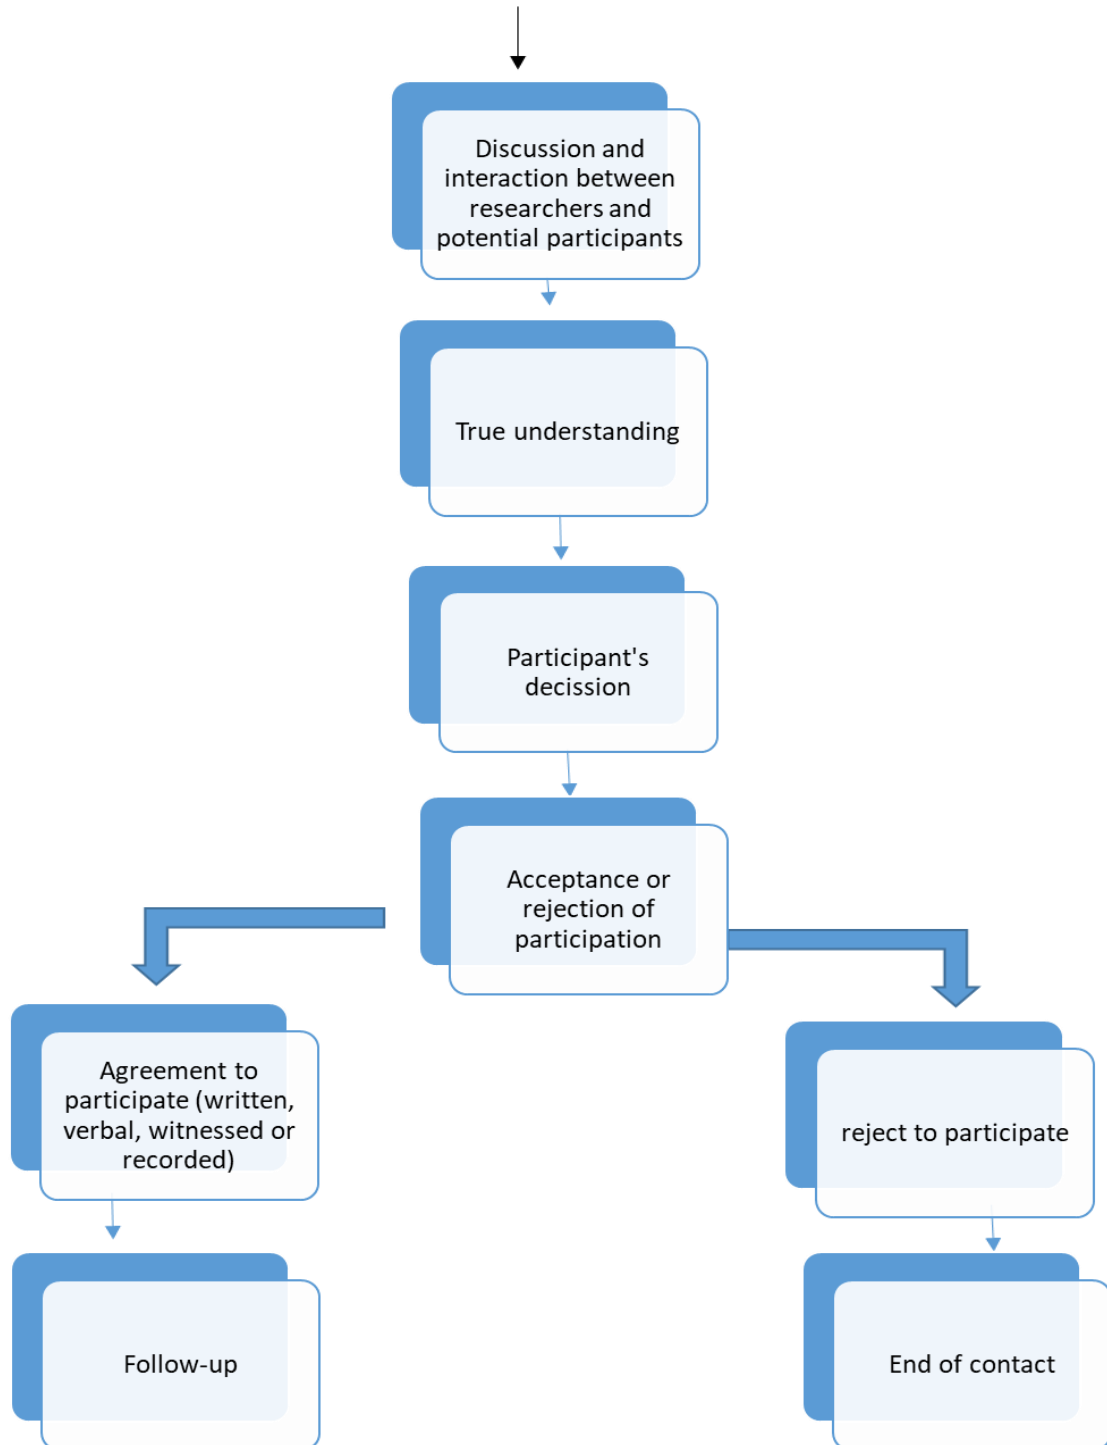 Discussion and
interaction between
researchers and
potential participants
True understanding
Participant's
decission
Acceptance or
rejection of
participation
Agreement to
participate (written,
verbal, witnessed or
recorded)
reject to participate
Follow-up
End of contact